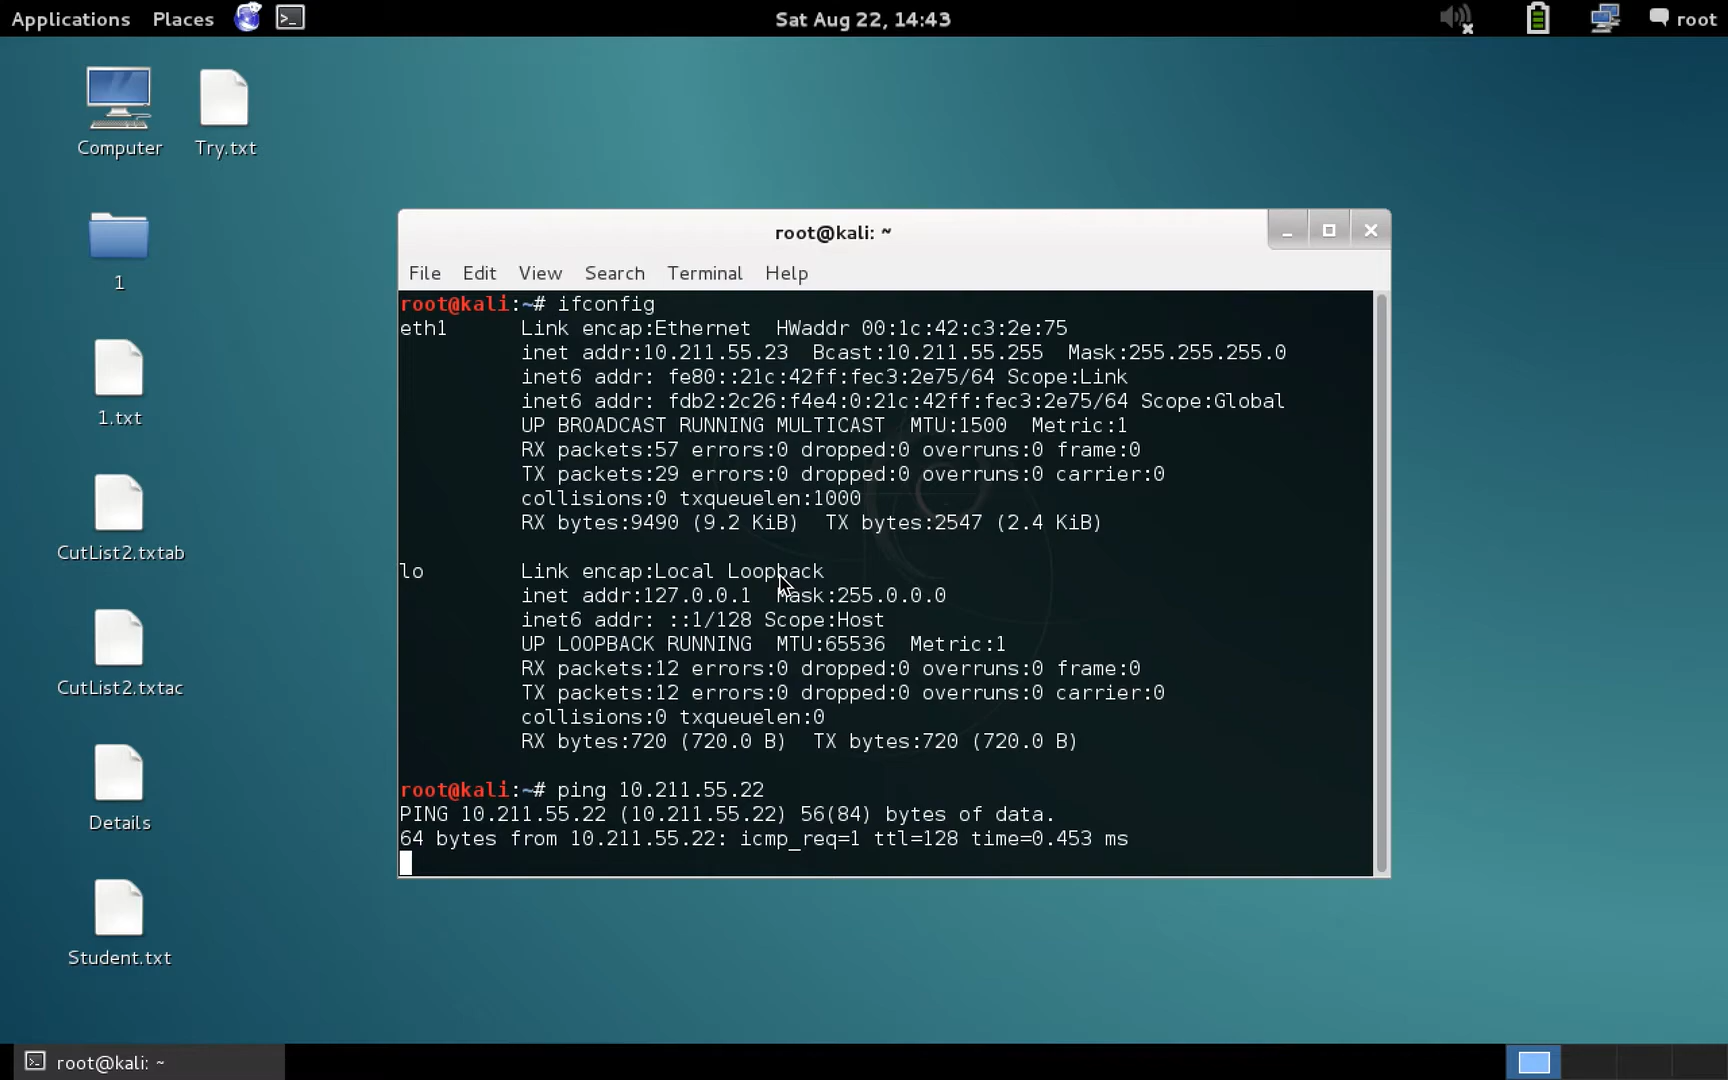 Applications Places Sat Aug 22, 14:43 root
Computer
Try.txt
1
1.txt
CutList2.txtab
CutList2.txtac
Details
Student.txt
root@kali: ~
File Edit View Search Terminal Help
root@kali:~# ifconfig
eth1 Link encap:Ethernet HWaddr 00:1c:42:c3:2e:75
inet addr:10.211.55.23 Bcast:10.211.55.255 Mask:255.255.255.0
inet6 addr: fe80::21c:42ff:fec3:2e75/64 Scope:Link
inet6 addr: fdb2:2c26:f4e4:0:21c:42ff:fec3:2e75/64 Scope:Global
UP BROADCAST RUNNING MULTICAST MTU:1500 Metric:1
RX packets:57 errors:0 dropped:0 overruns:0 frame:0
TX packets:29 errors:0 dropped:0 overruns:0 carrier:0
collisions:0 txqueuelen:1000
RX bytes:9490 (9.2 KiB) TX bytes:2547 (2.4 KiB)
lo Link encap:Local Loopback
inet addr:127.0.0.1 Mask:255.0.0.0
inet6 addr: ::1/128 Scope:Host
UP LOOPBACK RUNNING MTU:65536 Metric:1
RX packets:12 errors:0 dropped:0 overruns:0 frame:0
TX packets:12 errors:0 dropped:0 overruns:0 carrier:0
collisions:0 txqueuelen:0
RX bytes:720 (720.0 B) TX bytes:720 (720.0 B)
root@kali:~# ping 10.211.55.22
PING 10.211.55.22 (10.211.55.22) 56(84) bytes of data.
64 bytes from 10.211.55.22: icmp_req=1 ttl=128 time=0.453 ms
root@kali: ~